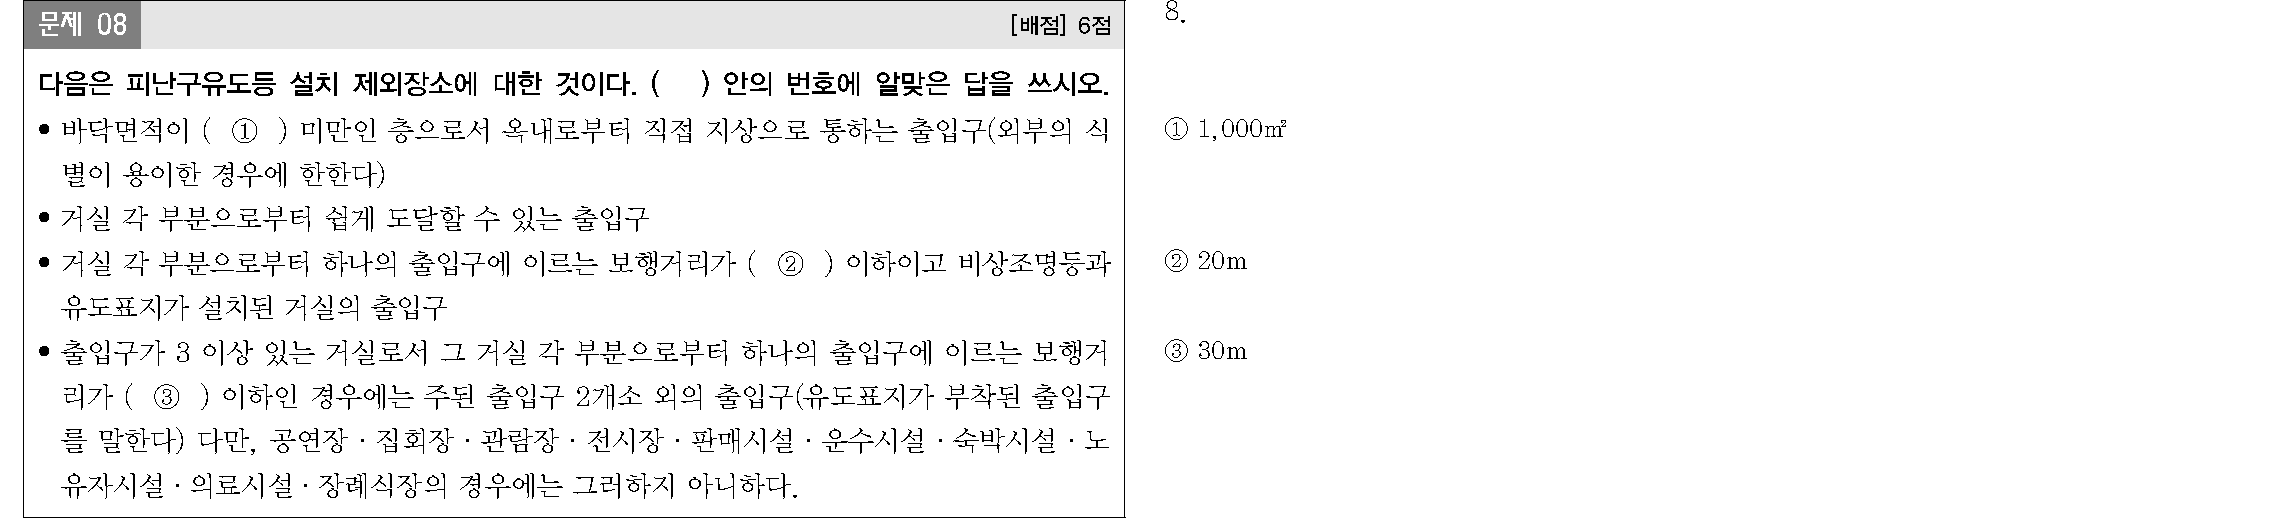 문제 08
[배점] 6점
다음은 피난구유도등 설치 제외장소에 대한 것이다. (    ) 안의 번호에 알맞은 답을 쓰시오.
● 바닥면적이 ( ① ) 미만인 층으로서 옥내로부터 직접 지상으로 통하는 출입구(외부의 식
별이 용이한 경우에 한한다)
● 거실 각 부분으로부터 쉽게 도달할 수 있는 출입구
● 거실 각 부분으로부터 하나의 출입구에 이르는 보행거리가 ( ② ) 이하이고 비상조명등과
유도표지가 설치된 거실의 출입구
● 출입구가 3 이상 있는 거실로서 그 거실 각 부분으로부터 하나의 출입구에 이르는 보행거
리가 ( ③ ) 이하인 경우에는 주된 출입구 2개소 외의 출입구(유도표지가 부착된 출입구
를 말한다) 다만, 공연장·집회장·관람장·전시장·판매시설·운수시설·숙박시설·노
유자시설·의료시설·장례식장의 경우에는 그러하지 아니하다.
8.
① 1,000㎡
② 20m
③ 30m